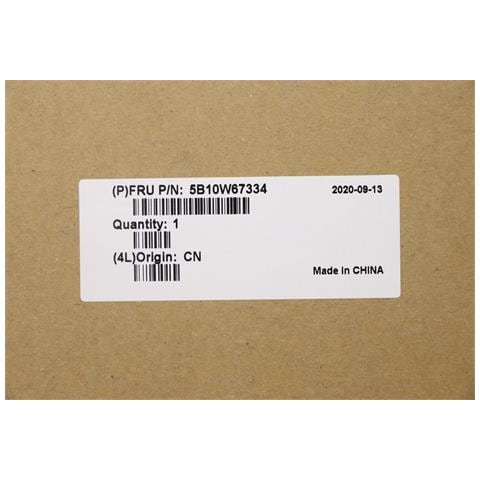 (P)FRU P/N: 5B10W67334 2020-09-13
Quantity: 1
(4L)Origin: CN
Made in CHINA